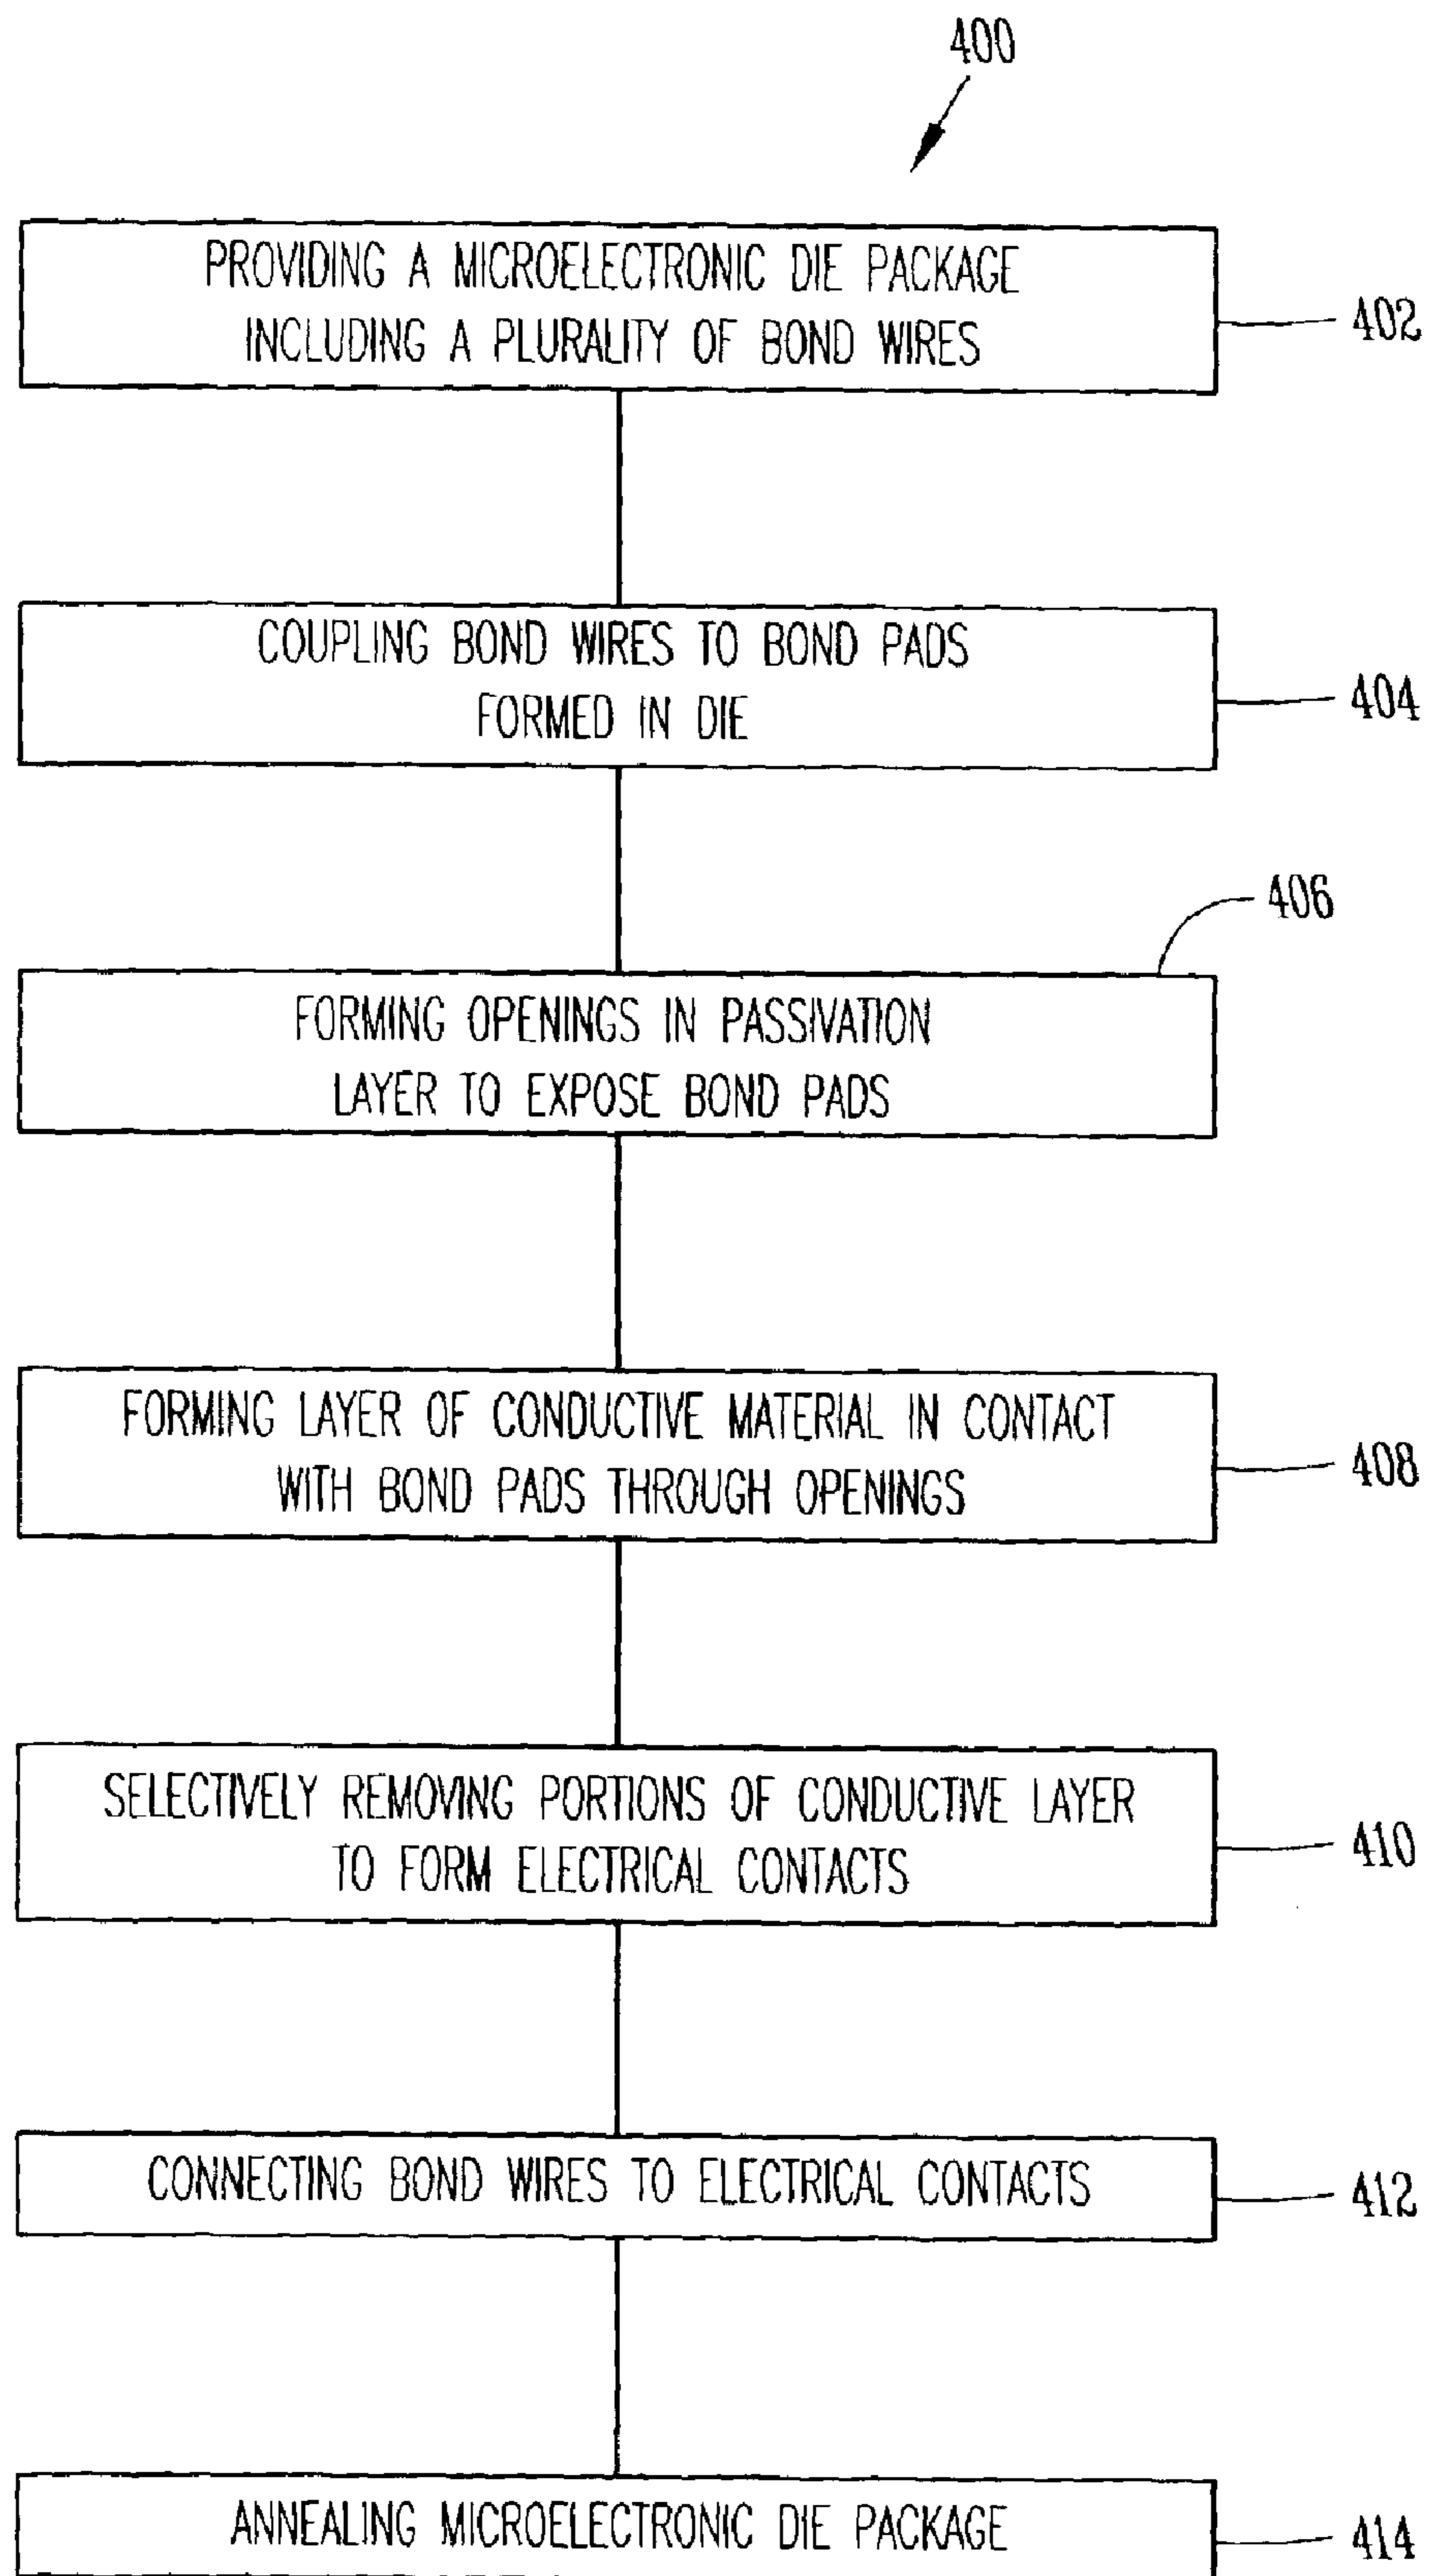 400
PROVIDING A MICROELECTRONIC DIE PACKAGE
INCLUDING A PLURALITY OF BOND WIRES
402
COUPLING BOND WIRES TO BOND PADS
FORMED IN DIE
404
406
FORMING OPENINGS IN PASSIVATION
LAYER TO EXPOSE BOND PADS
FORMING LAYER OF CONDUCTIVE MATERIAL IN CONTACT
WITH BOND PADS THROUGH OPENINGS
408
SELECTIVELY REMOVING PORTIONS OF CONDUCTIVE LAYER
TO FORM ELECTRICAL CONTACTS
410
CONNECTING BOND WIRES TO ELECTRICAL CONTACTS
412
ANNEALING MICROELECTRONIC DIE PACKAGE
414